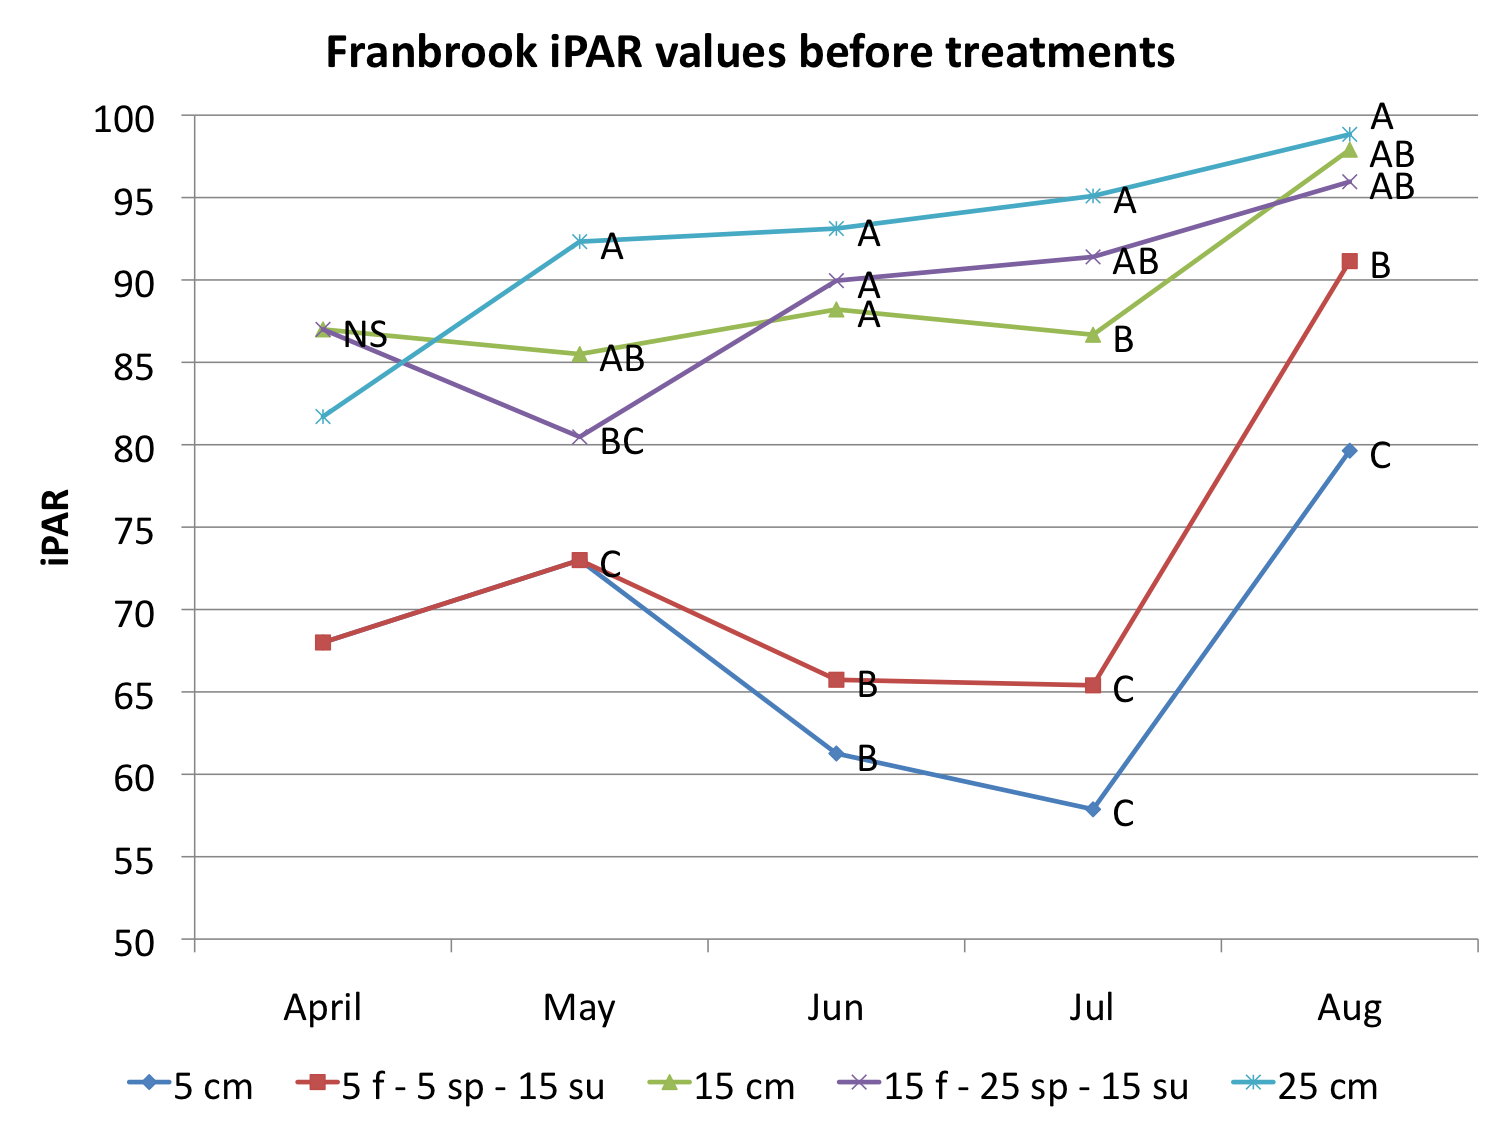 Franbrook iPAR values before treatments
100
95
90
85
80
75
70
65
60
55
50
iPAR
NS
A
AB
BC
C
A
A
A
B
B
A
AB
B
C
C
A
AB
AB
B
C
April May Jun Jul Aug
5 cm 5 f - 5 sp - 15 su 15 cm 15 f - 25 sp - 15 su 25 cm